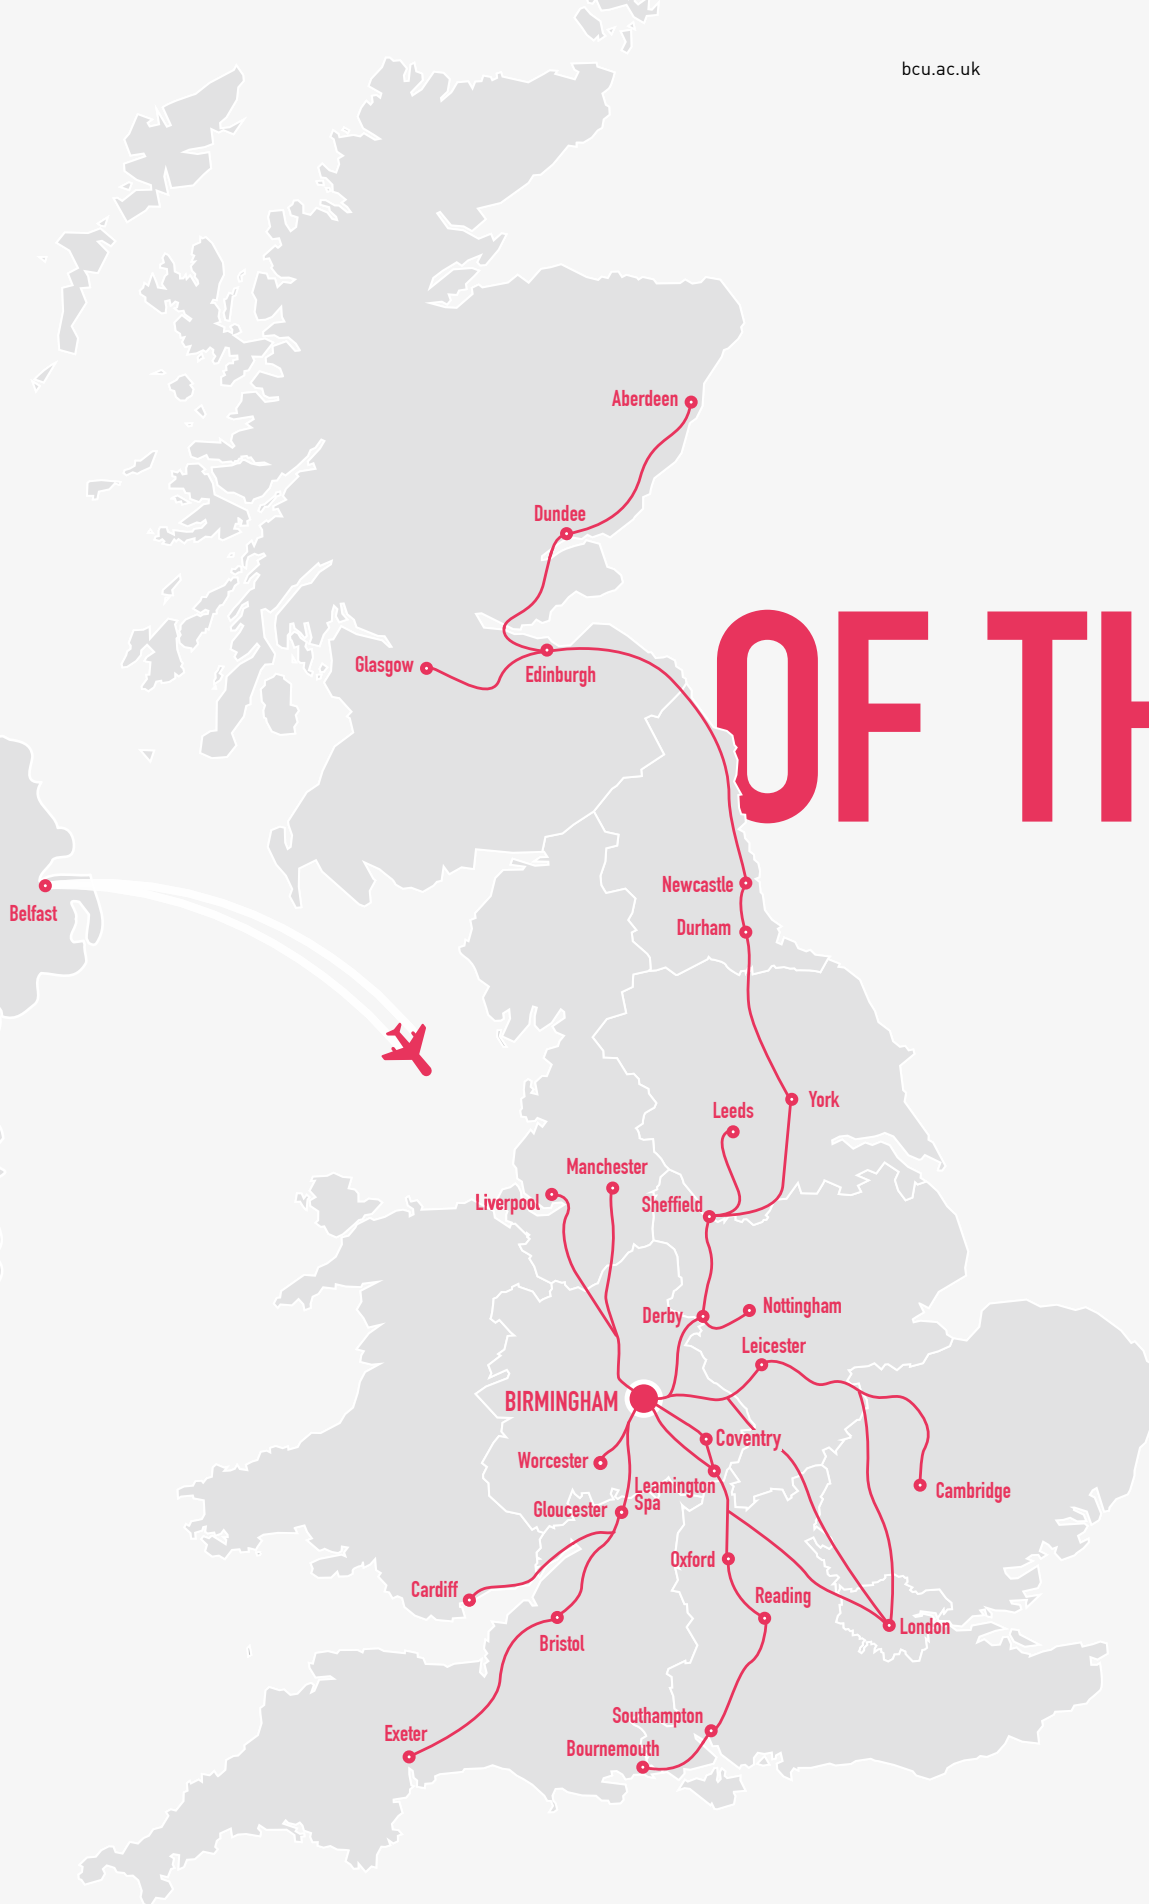 bcu.ac.uk
Aberdeen
Dundee
OF TH
Glasgow
Edinburgh
Newcastle
Belfast
Durham
York
Leeds
Manchester
Liverpool
Sheffield
Nottingham
Derby
Leicester
BIRMINGHAM
Coventry
Worcester
Leamington
Spa
Cambridge
Gloucester
Oxford
Cardiff
Reading
London
Bristol
Southampton
Exeter
Bournemouth